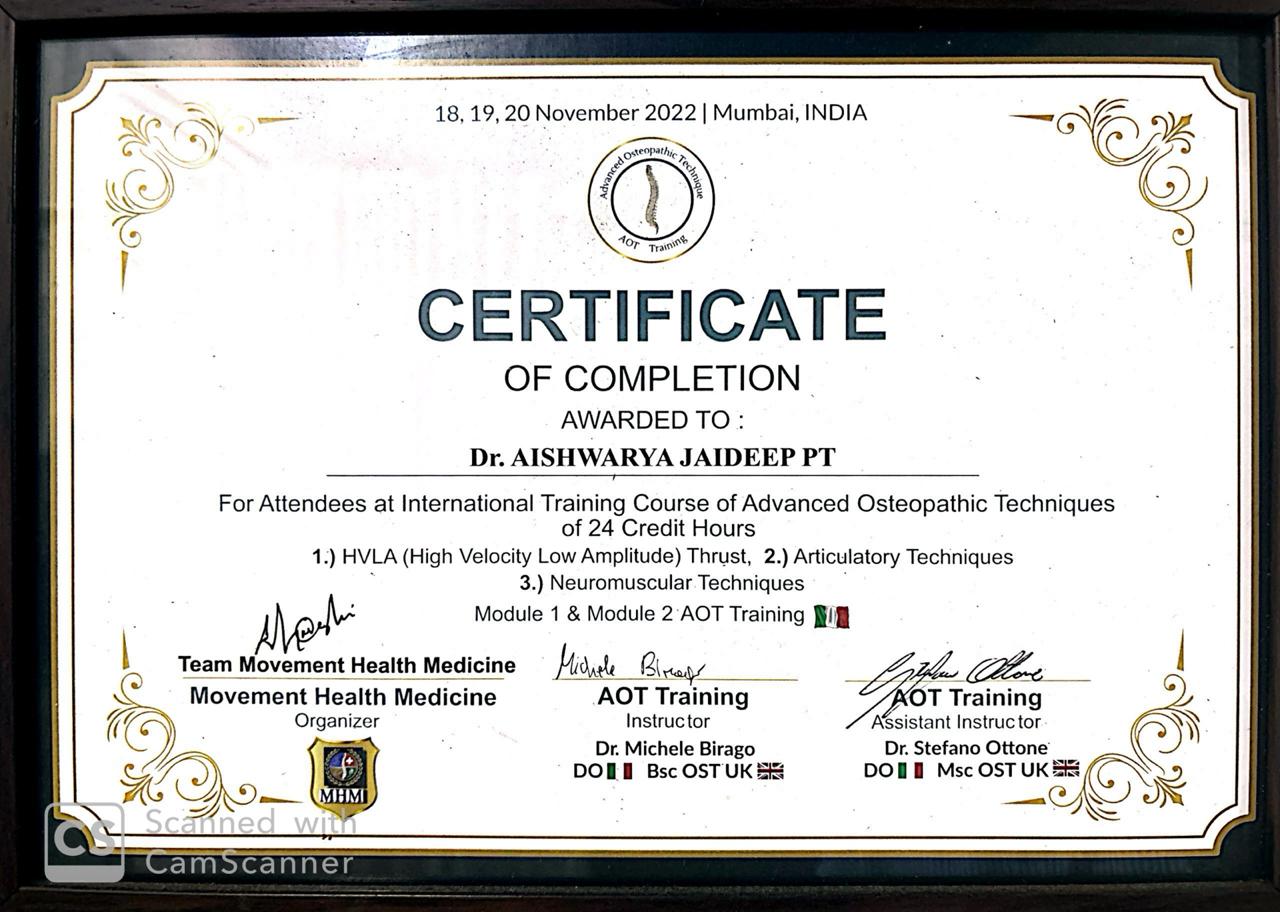 18, 19, 20 November 2022 | Mumbai, INDIA
Advanced Osteopathic Technique
AOT Training
CERTIFICATE
OF COMPLETION
AWARDED TO :
Dr. AISHWARYA JAIDEEP PT
For Attendees at International Training Course of Advanced Osteopathic Techniques
of 24 Credit Hours
1.) HVLA (High Velocity Low Amplitude) Thrust, 2.) Articulatory Techniques
3.) Neuromuscular Techniques
Module 1 & Module 2 AOT Training
Michele Birago
Stefano Ottone
Team Movement Health Medicine
Movement Health Medicine
Organizer
MHMI
AOT Training
Instructor
Dr. Michele Birago
DO Bsc OST UK
AOT Training
Assistant Instructor
Dr. Stefano Ottone
DO Msc OST UK
CS Scanned with
CamScanner